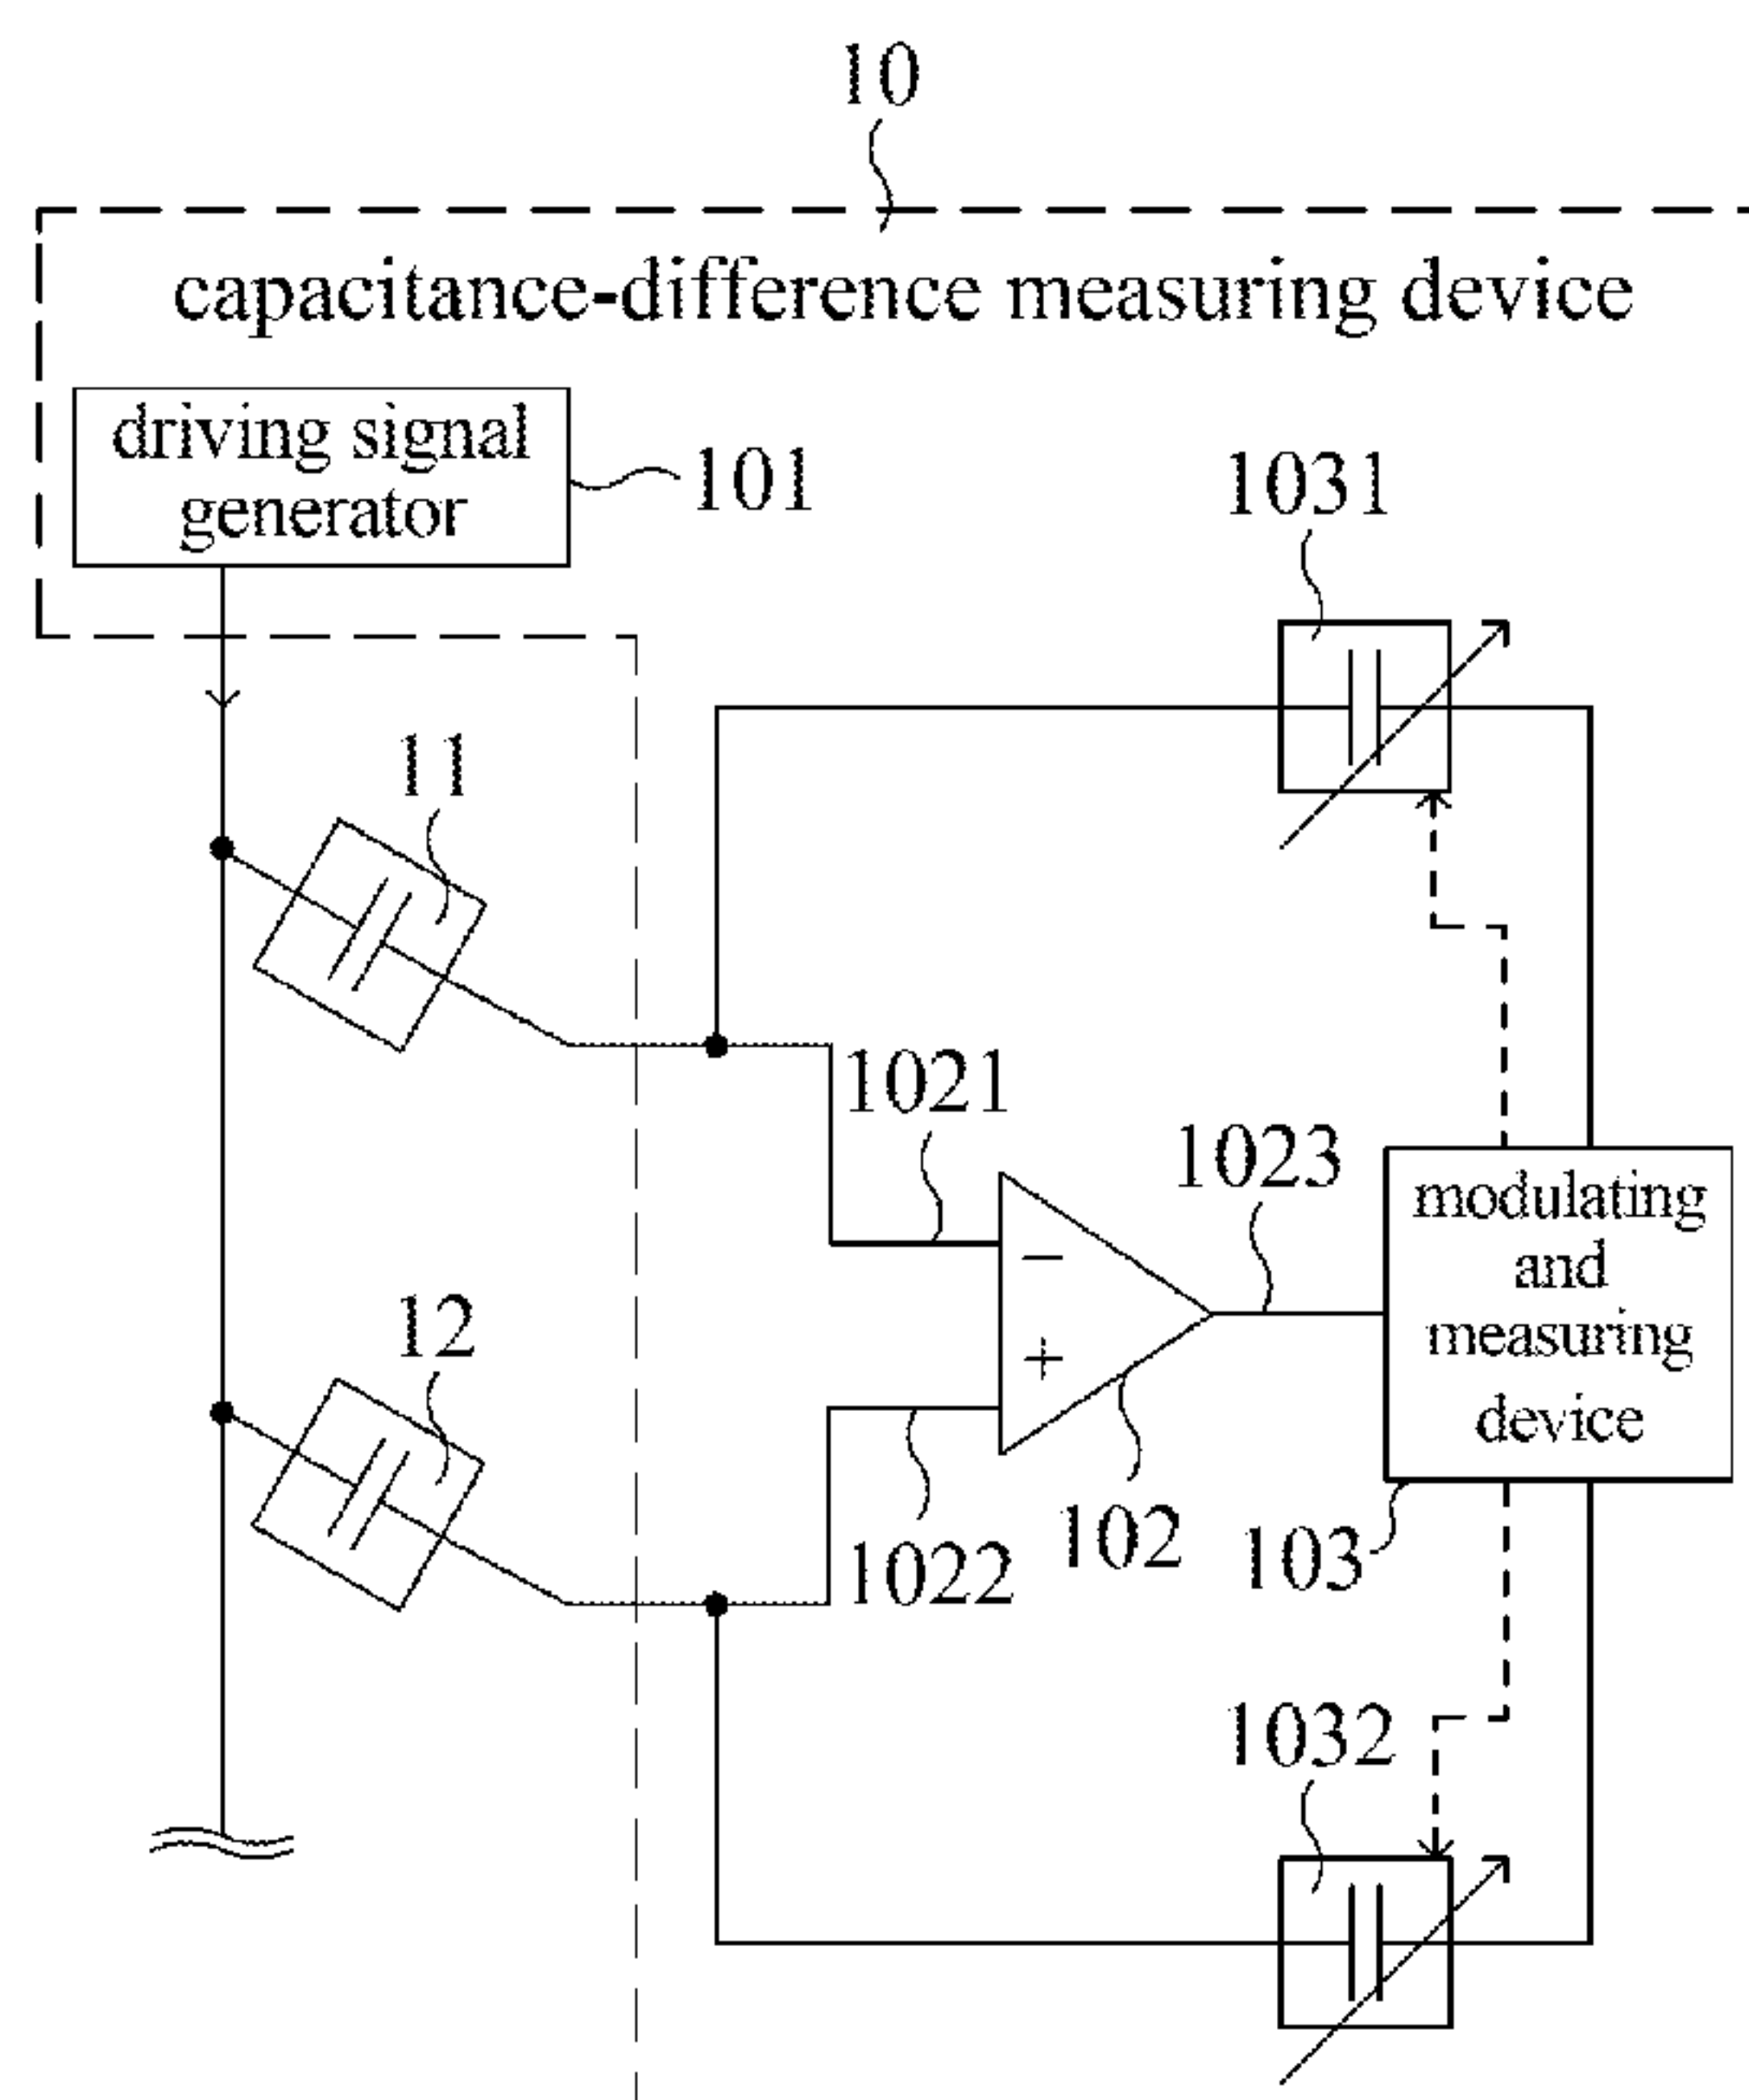 10
capacitance-difference measuring device
driving signal
generator
101
1031
11
1021
1023
modulating
and
measuring
device
−
+
12
1022
102
103
1032